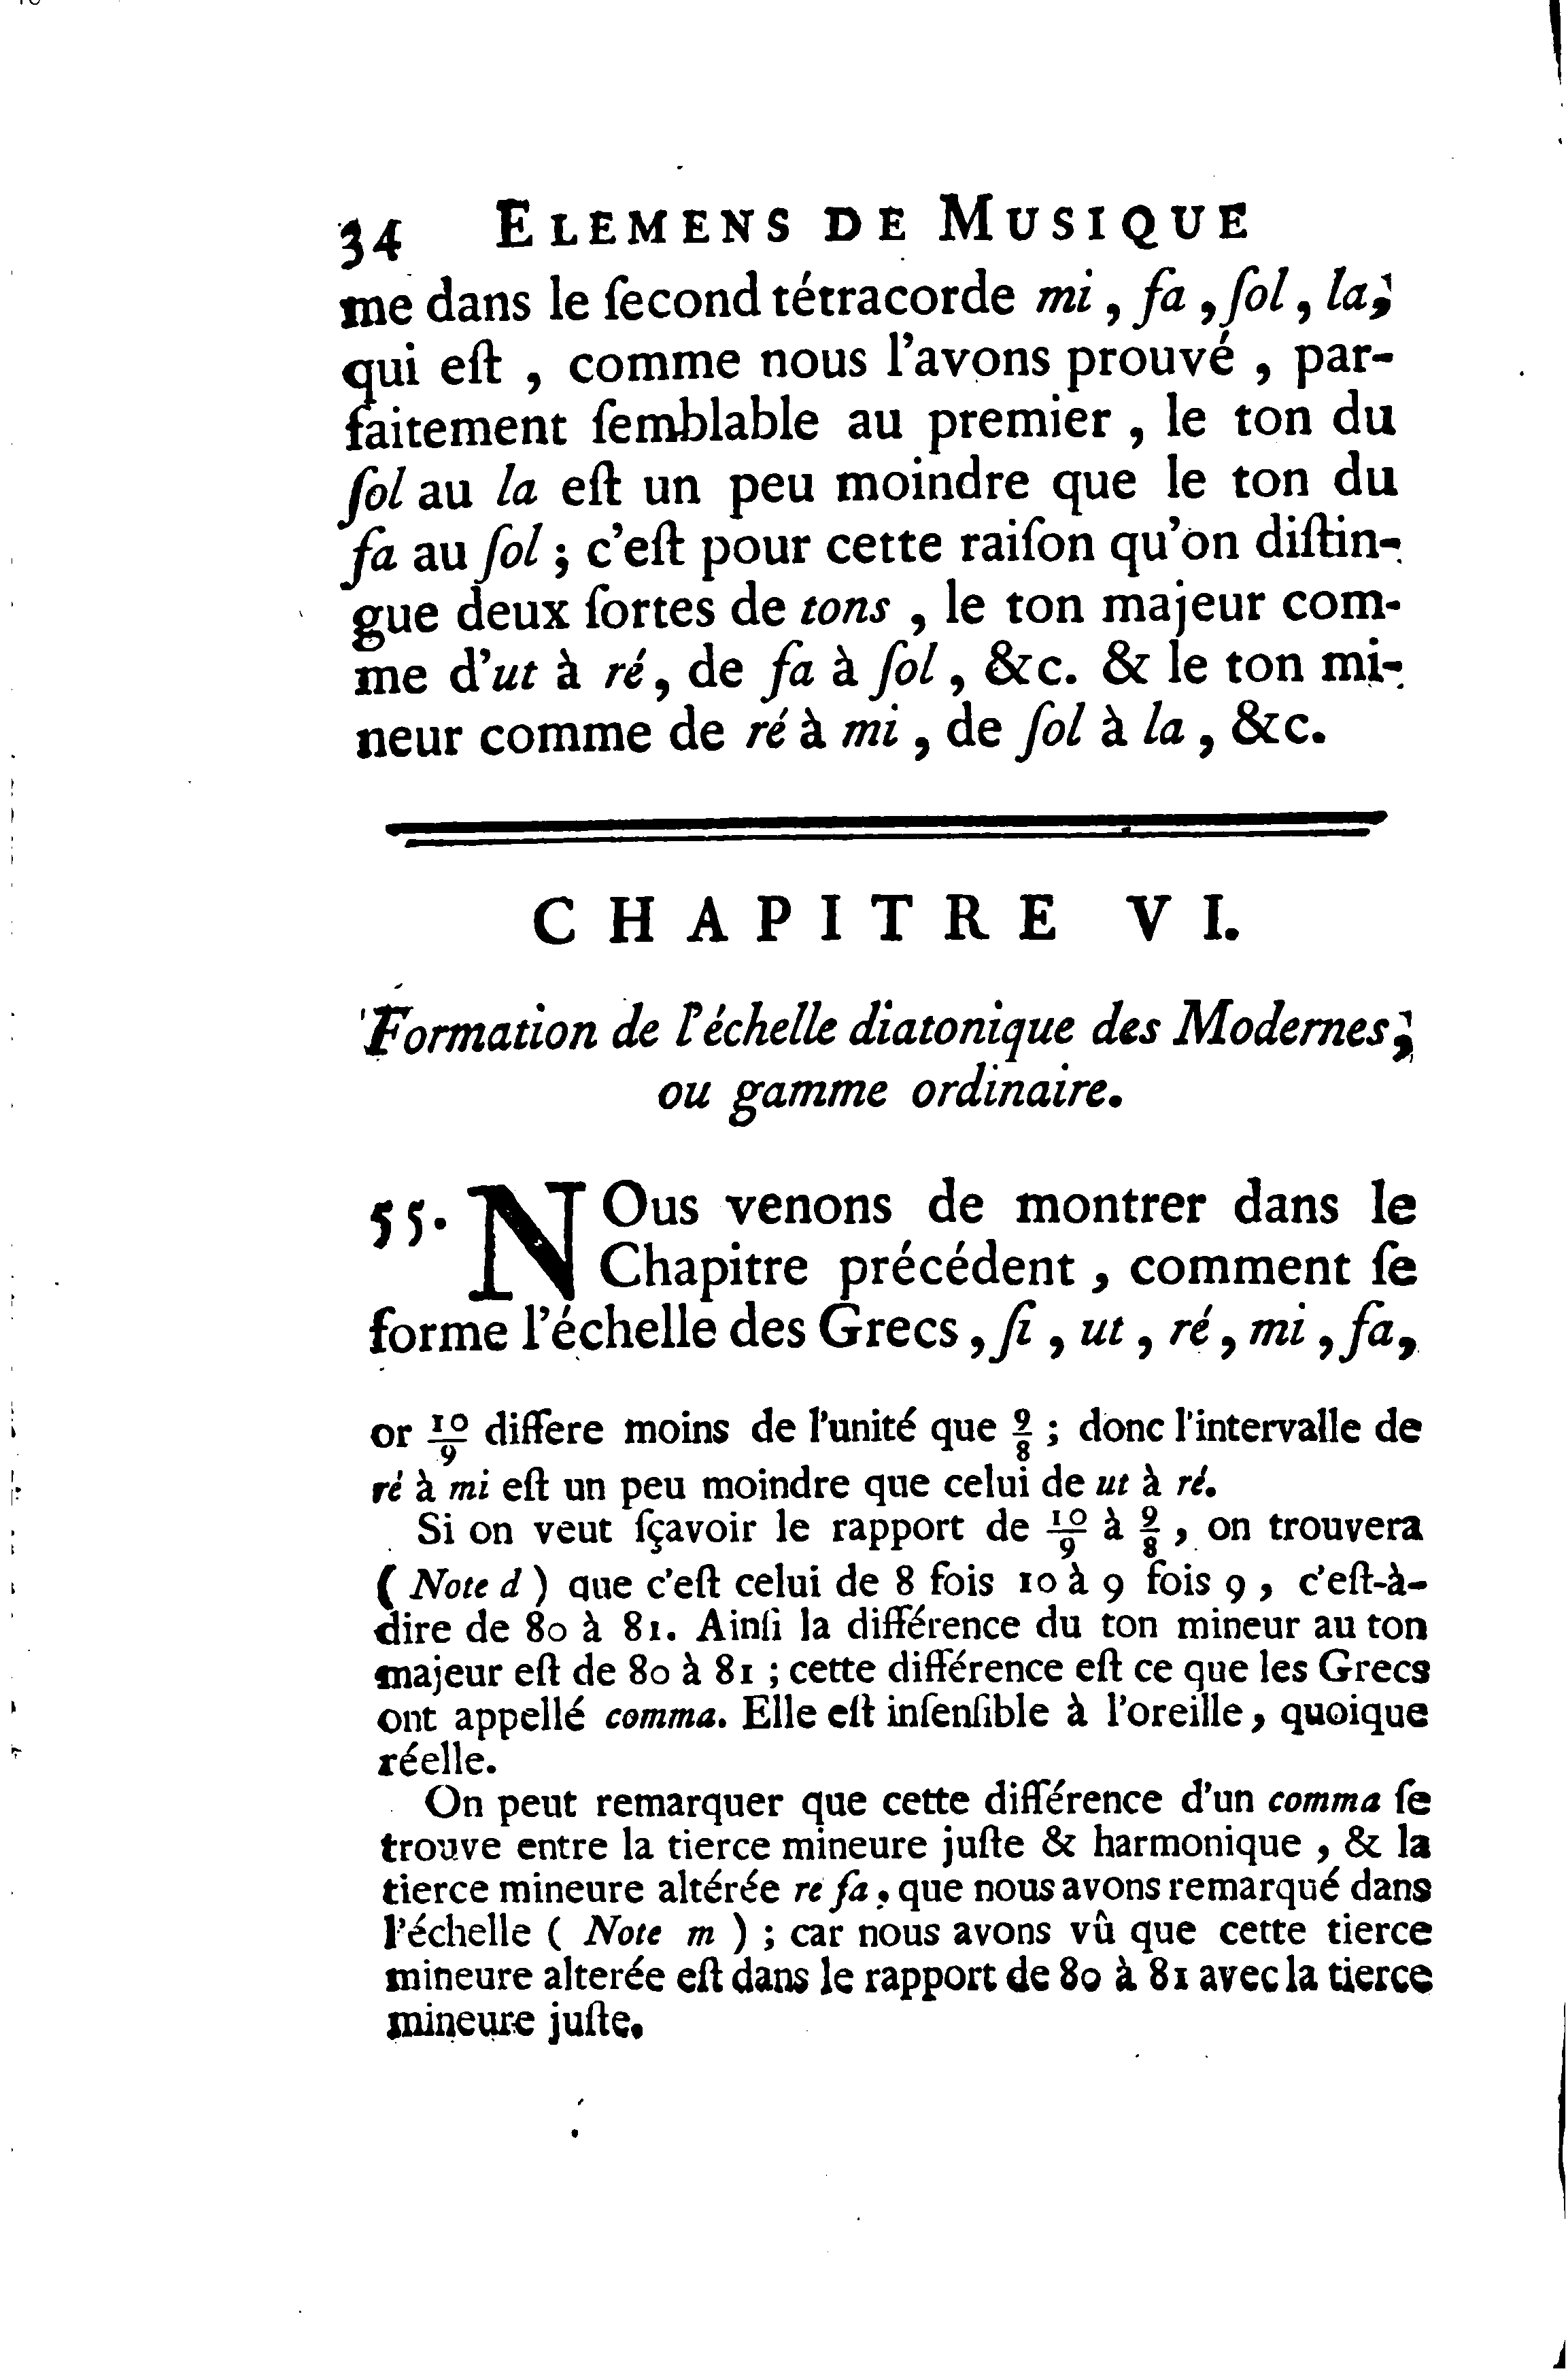 34 ELEMENS DE MUSIQUE
me dans le ſecond tétracorde mi, fa, ſol, la,
qui eſt, comme nous l'avons prouvé, par-
faitement ſemblable au premier, le ton du
ſol au la eſt un peu moindre que le ton du
fa au ſol; c'eſt pour cette raiſon qu'on diſtin-
gue deux ſortes de tons, le ton majeur com-
me d'ut à ré, de fa à ſol, &c. & le ton mi-
neur comme de ré à mi, de ſol à la, &c.
CHAPITRE VI.
Formation de l'échelle diatonique des Modernes,
ou gamme ordinaire.
55. NOus venons de montrer dans le
Chapitre précédent, comment ſe
forme l'échelle des Grecs, ſi, ut, ré, mi, fa,
or 10/9 differe moins de l'unité que 9/8; donc l'intervalle de
ré à mi eſt un peu moindre que celui de ut à ré.
Si on veut ſçavoir le rapport de 10/9 à 9/8, on trouvera
(Note d) que c'eſt celui de 8 fois 10 à 9 fois 9, c'eſt-à-
dire de 80 à 81. Ainſi la différence du ton mineur au ton
majeur eſt de 80 à 81; cette différence eſt ce que les Grecs
ont appellé comma. Elle eſt inſenſible à l'oreille, quoique
réelle.
On peut remarquer que cette différence d'un comma ſe
trouve entre la tierce mineure juſte & harmonique, & la
tierce mineure altérée re fa, que nous avons remarqué dans
l'échelle (Note m); car nous avons vû que cette tierce
mineure alterée eſt dans le rapport de 80 à 81 avec la tierce
mineure juſte.